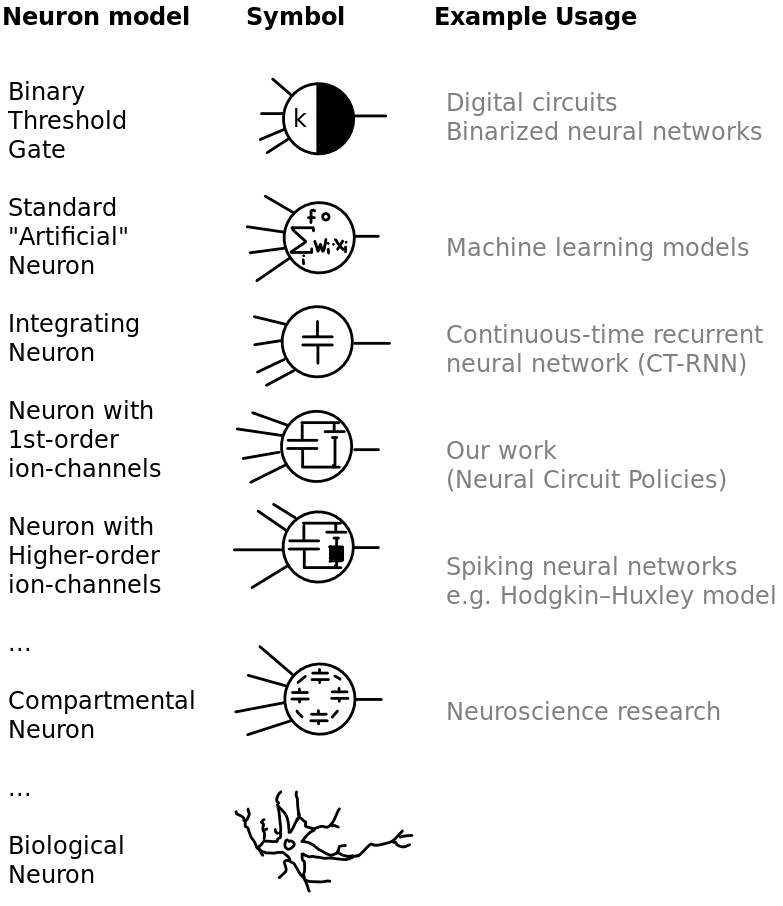 Neuron model Symbol Example Usage
Binary
Threshold
Gate
k
Digital circuits
Binarized neural networks
Standard
"Artificial"
Neuron
f o
Σ wᵢ·xᵢ
i
Machine learning models
Integrating
Neuron
Continuous-time recurrent
neural network (CT-RNN)
Neuron with
1st-order
ion-channels
Our work
(Neural Circuit Policies)
Neuron with
Higher-order
ion-channels
Spiking neural networks
e.g. Hodgkin–Huxley model
...
Compartmental
Neuron
Neuroscience research
...
Biological
Neuron